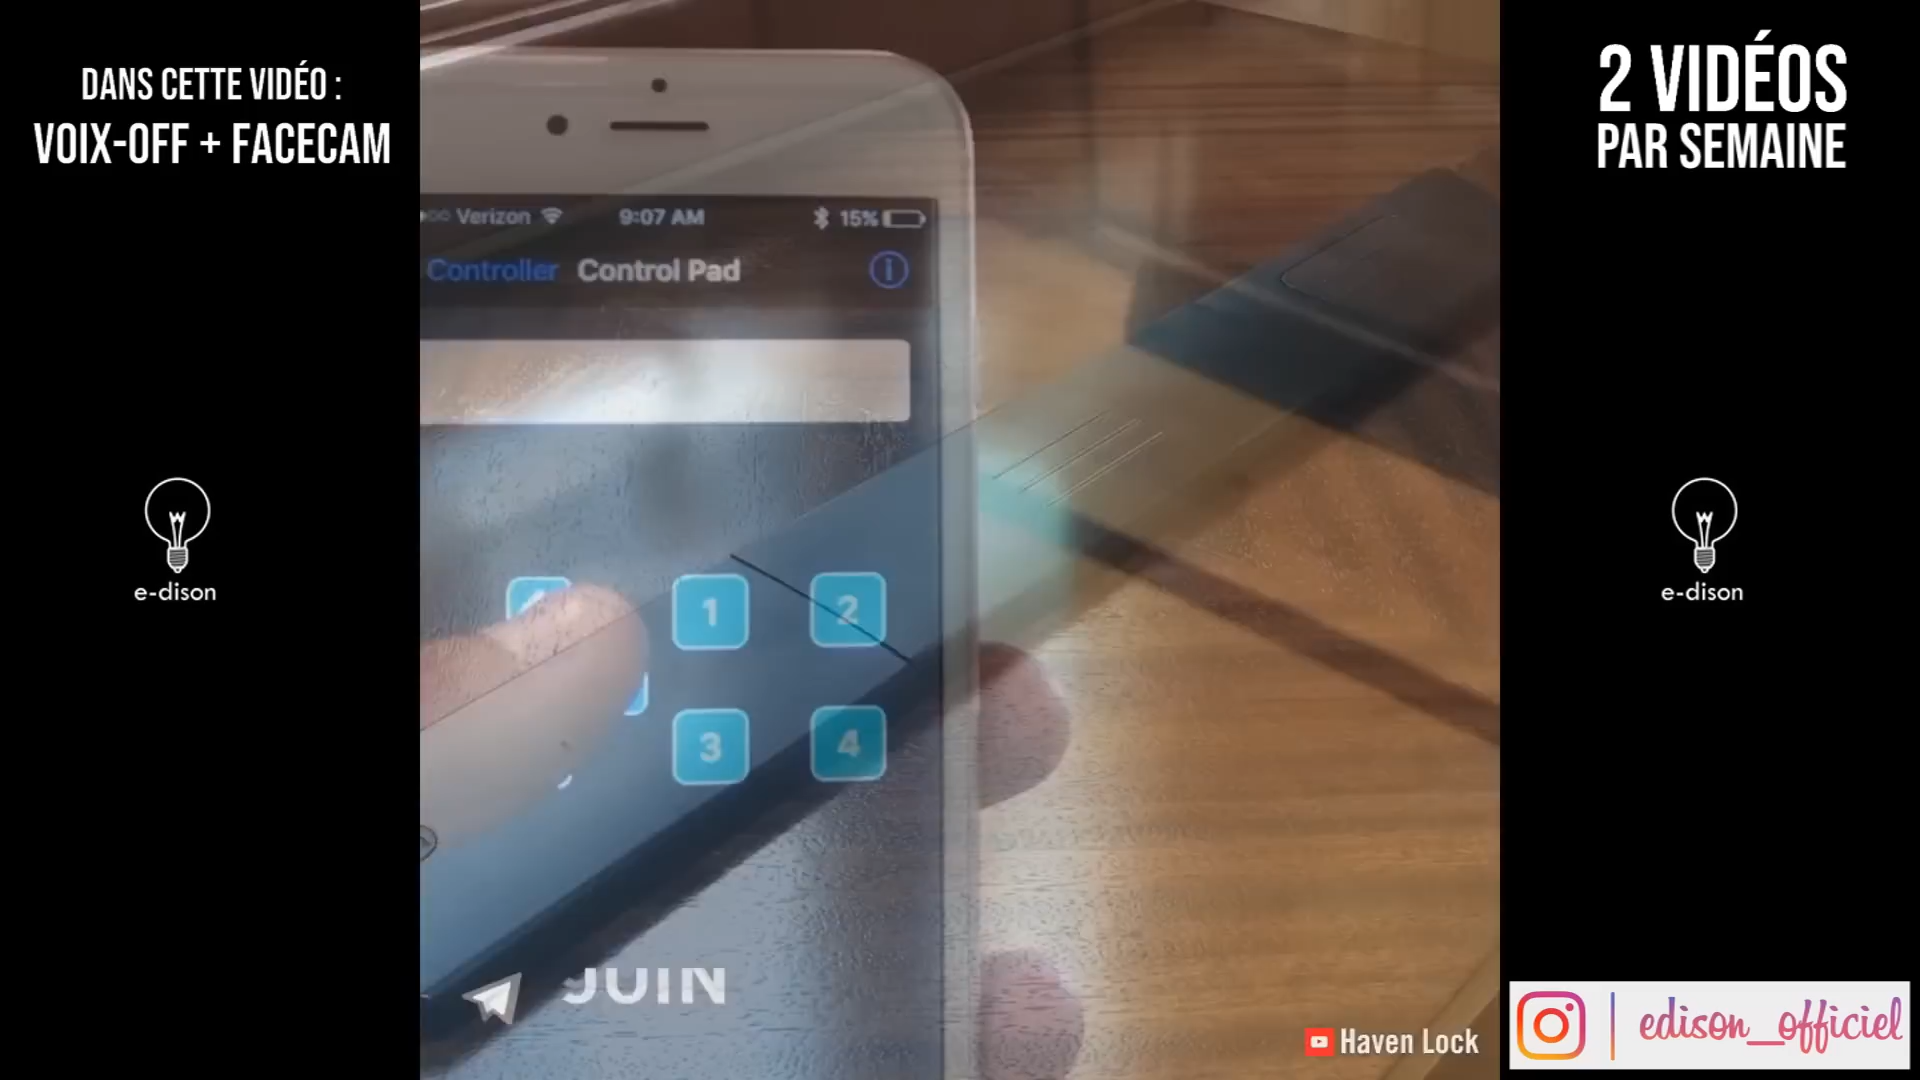 DANS CETTE VIDÉO :
VOIX-OFF + FACECAM
2 VIDÉOS
PAR SEMAINE
Verizon 9:07 AM 15%
Controller Control Pad
1 2
3 4
e-dison
e-dison
JUIN
Haven Lock
edison_officiel